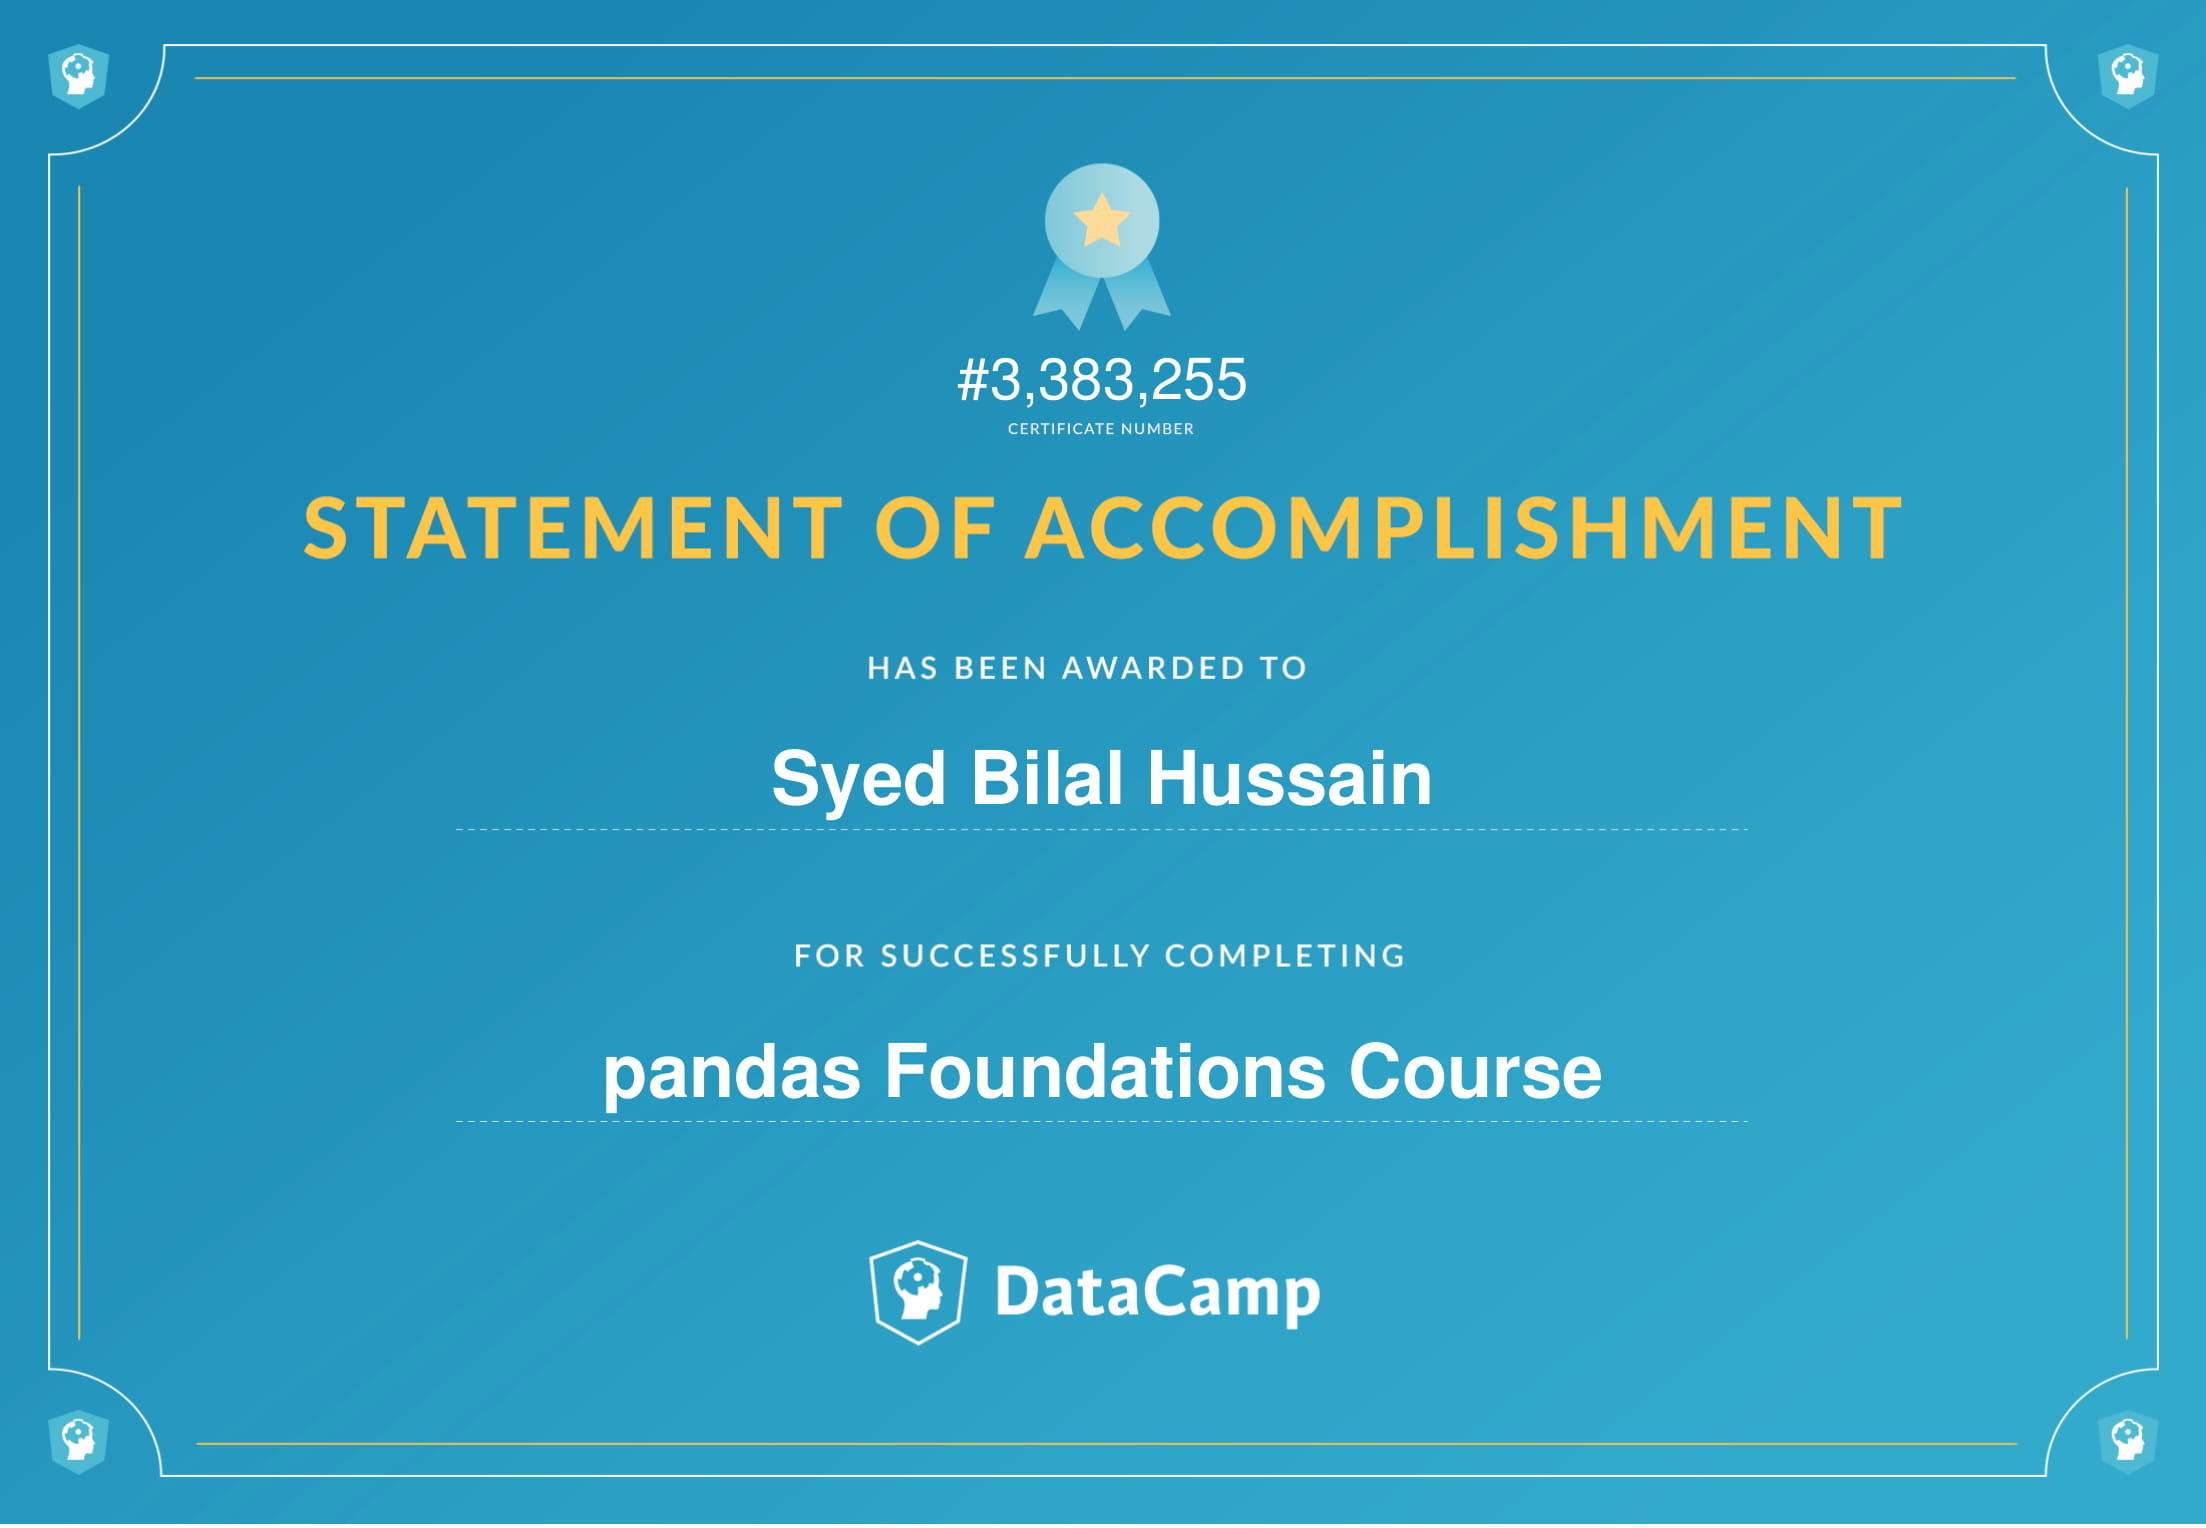 #3,383,255
CERTIFICATE NUMBER
STATEMENT OF ACCOMPLISHMENT
HAS BEEN AWARDED TO
Syed Bilal Hussain
FOR SUCCESSFULLY COMPLETING
pandas Foundations Course
DataCamp